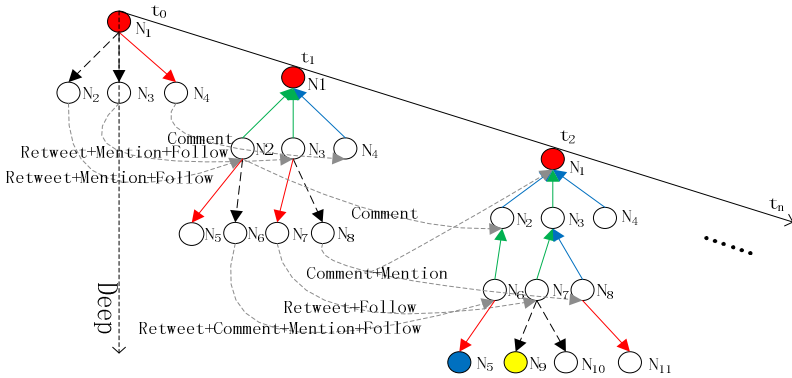 t0
N1
t1
N2 N3 N4
N1
Comment
Retweet+Mention+Follow
N2 N3 N4
t2
N1
Retweet+Mention+Follow
tn
Comment
N2 N3 N4
N5 N6 N7 N8
......
Comment+Mention
Deep
N6 N7 N8
Retweet+Follow
Retweet+Comment+Mention+Follow
N5 N9 N10 N11